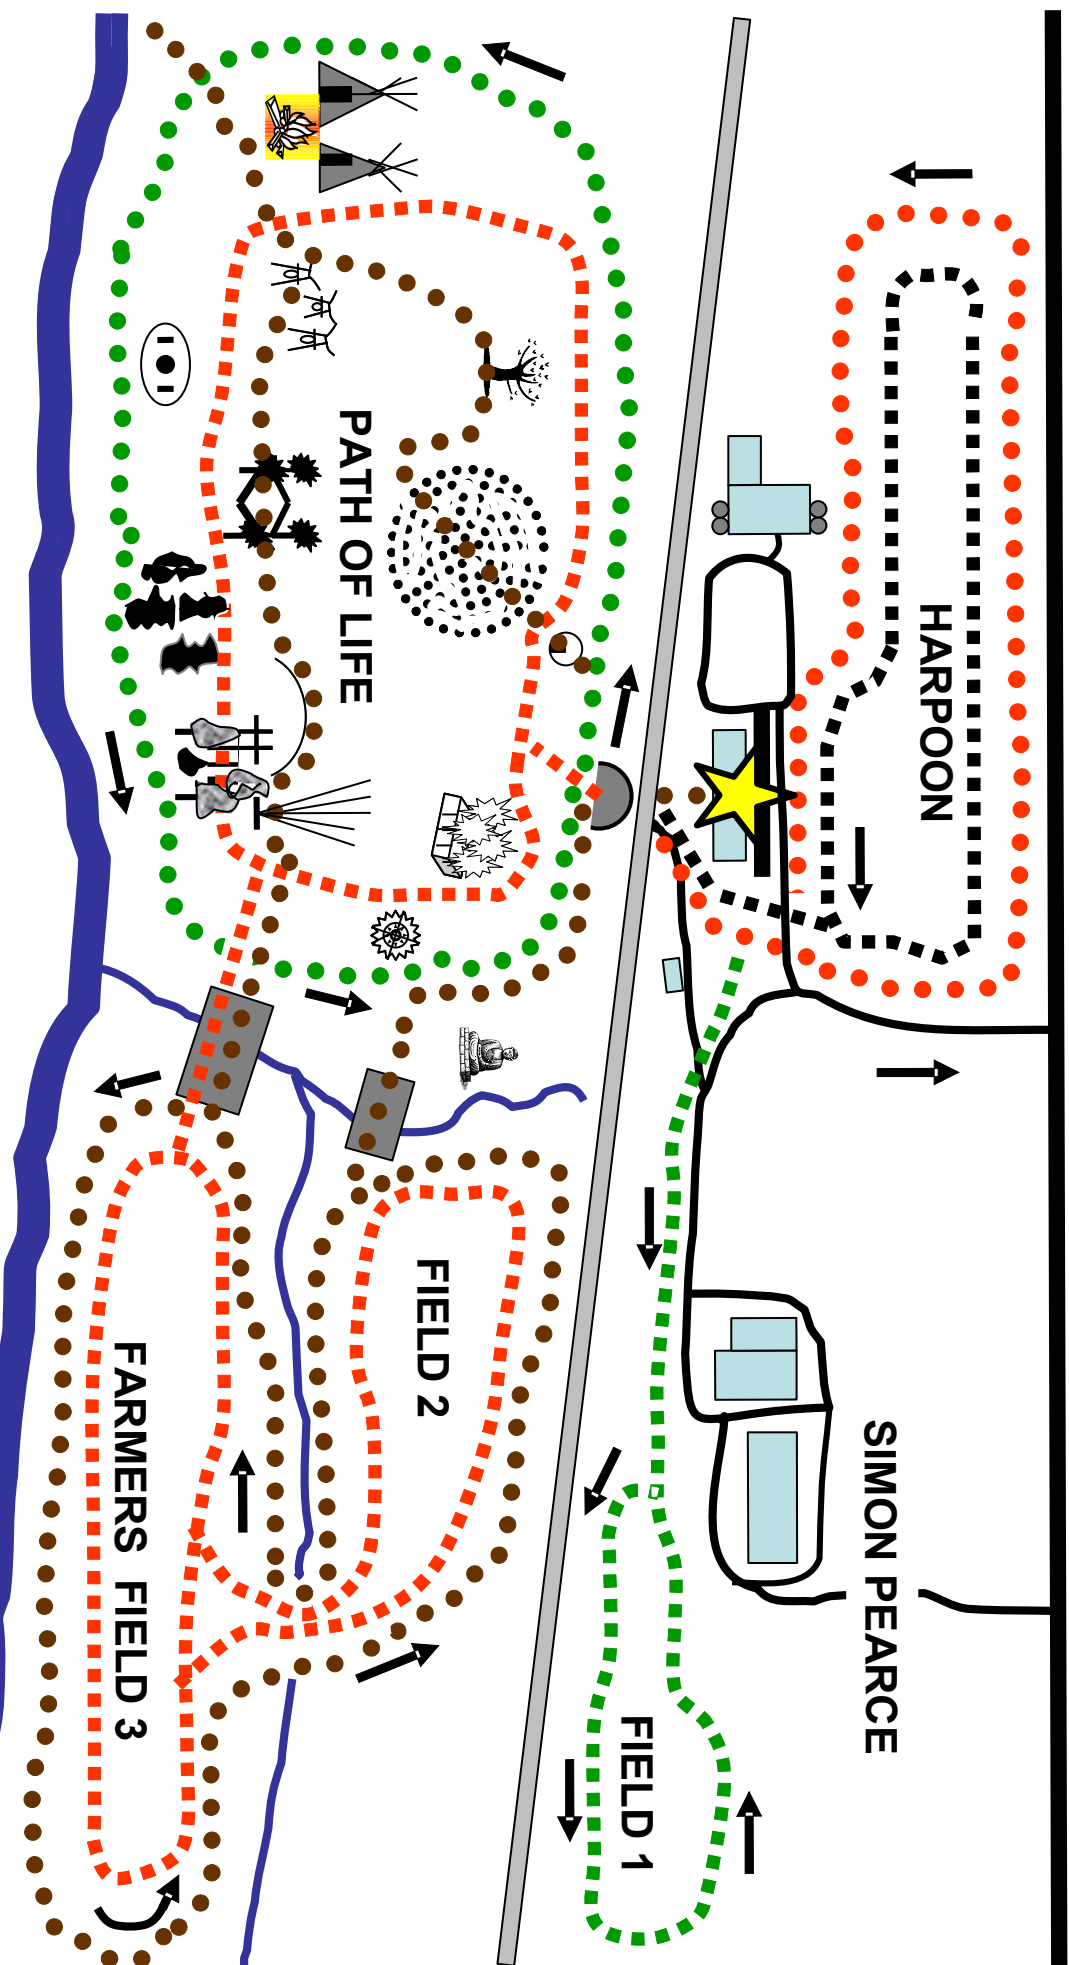 HARPOON
SIMON PEARCE
PATH OF LIFE
FIELD 1
FIELD 2
FARMERS FIELD 3